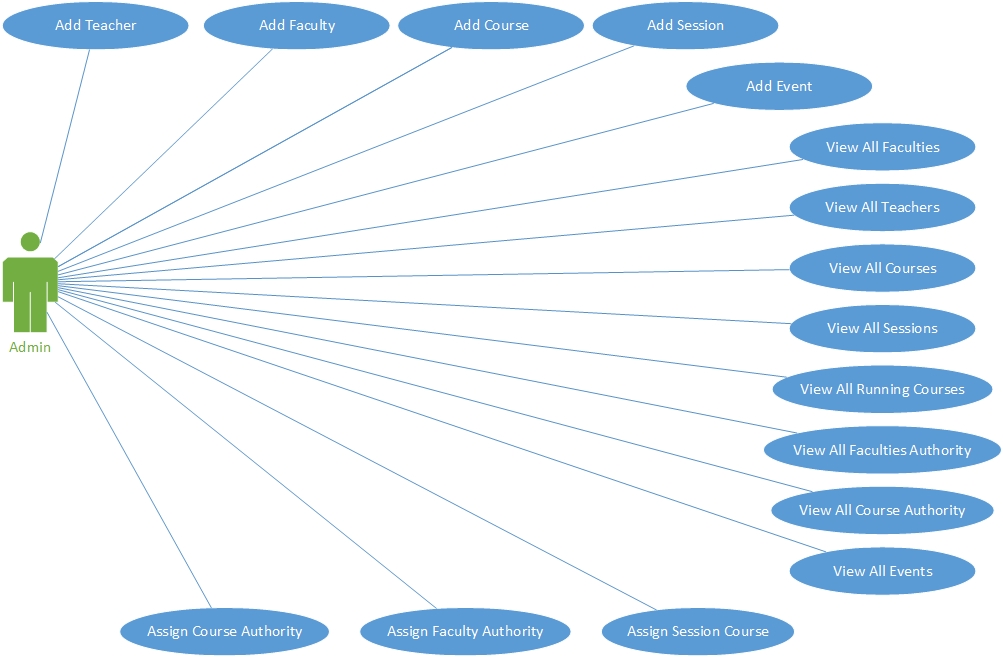 Add Teacher
Add Faculty
Add Course
Add Session
Add Event
View All Faculties
View All Teachers
View All Courses
View All Sessions
Admin
View All Running Courses
View All Faculties Authority
View All Course Authority
View All Events
Assign Course Authority
Assign Faculty Authority
Assign Session Course